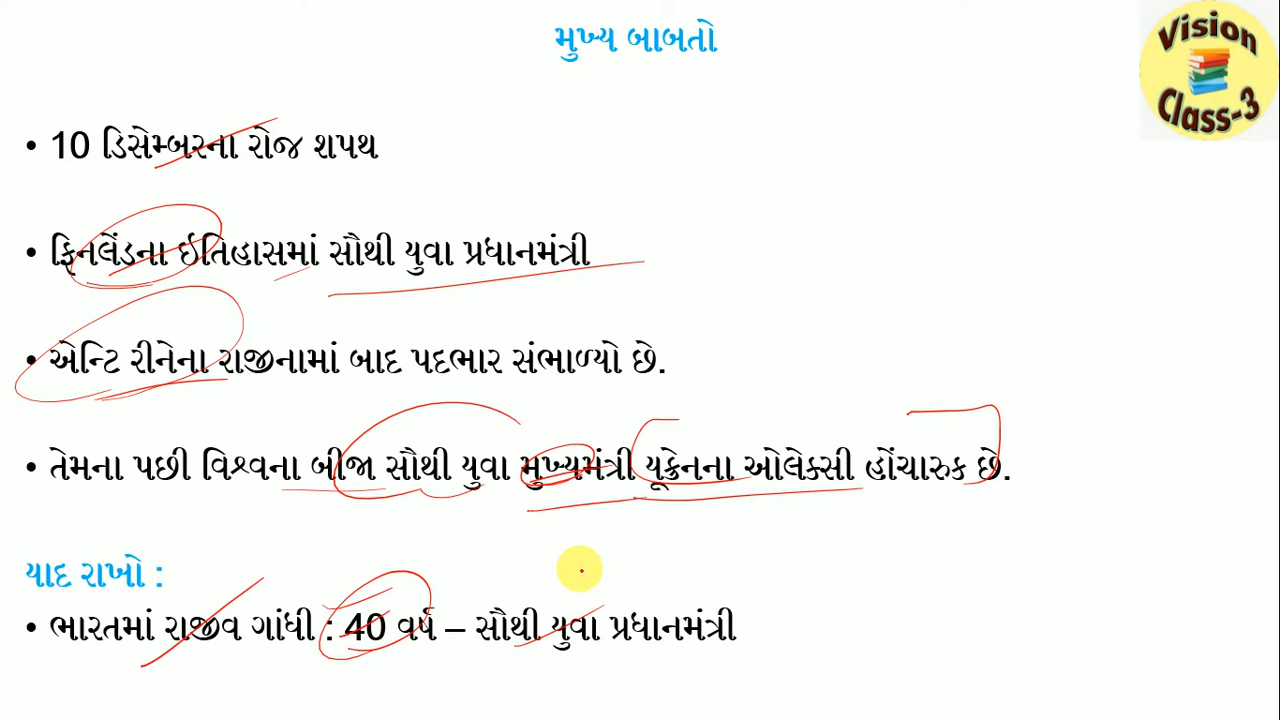 મુખ્ય બાબતો
Vision
Class-3
• 10 ડિસેમ્બરના રોજ શપથ
• ફિનલેંડના ઈતિહાસમાં સૌથી યુવા પ્રધાનમંત્રી
• એન્ટિ રીનેના રાજીનામાં બાદ પદભાર સંભાળ્યો છે.
• તેમના પછી વિશ્વના બીજા સૌથી યુવા મુખ્યમંત્રી યૂક્રેનના ઓલેક્સી હોંચારુક છે.
યાદ રાખો :
• ભારતમાં રાજીવ ગાંધી : 40 વર્ષ – સૌથી યુવા પ્રધાનમંત્રી